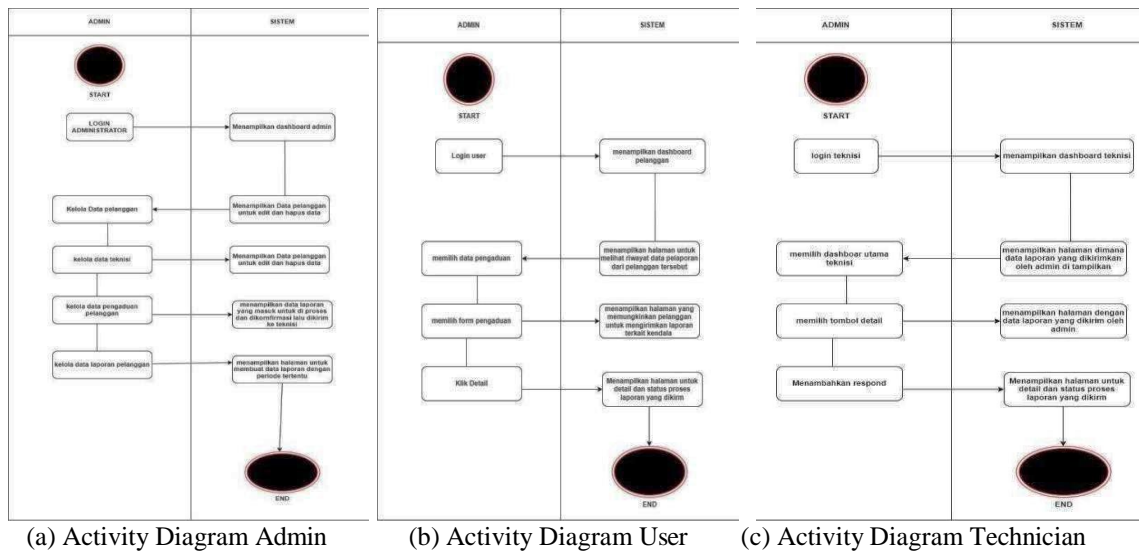 ADMIN
SISTEM
START
LOGIN
ADMINISTRATOR
Menampilkan dashboard admin
Kelola Data pelanggan
Menampilkan Data pelanggan
untuk edit dan hapus data
kelola data teknisi
Menampilkan Data pelanggan
untuk edit dan hapus data
kelola data pengaduan
pelanggan
menampilkan data laporan
yang masuk untuk di proses
dan dikomfirmasi lalu dikirim
ke teknisi
kelola data laporan pelanggan
menampilkan halaman untuk
membuat data laporan dengan
periode tertentu
END
(a) Activity Diagram Admin
ADMIN
SISTEM
START
Login user
menampilkan dashboard
pelanggan
memilih data pengaduan
menampilkan halaman untuk
melihat riwayat data pelaporan
dari pelanggan tersebut
memilih form pengaduan
menampilkan halaman yang
memungkinkan pelanggan
untuk mengirimkan laporan
terkait kendala
Klik Detail
Menampilkan halaman untuk
detail dan status proses
laporan yang dikirm
END
(b) Activity Diagram User
ADMIN
SISTEM
START
login teknisi
menampilkan dashboard teknisi
memilih dashboar utama
teknisi
menampilkan halaman dimana
data laporan yang dikirimkan
oleh admin di tampilkan
memilih tombol detail
menampilkan halaman dengan
data laporan yang dikirim oleh
admin
Menambahkan respond
Menampilkan halaman untuk
detail dan status proses
laporan yang dikirm
END
(c) Activity Diagram Technician